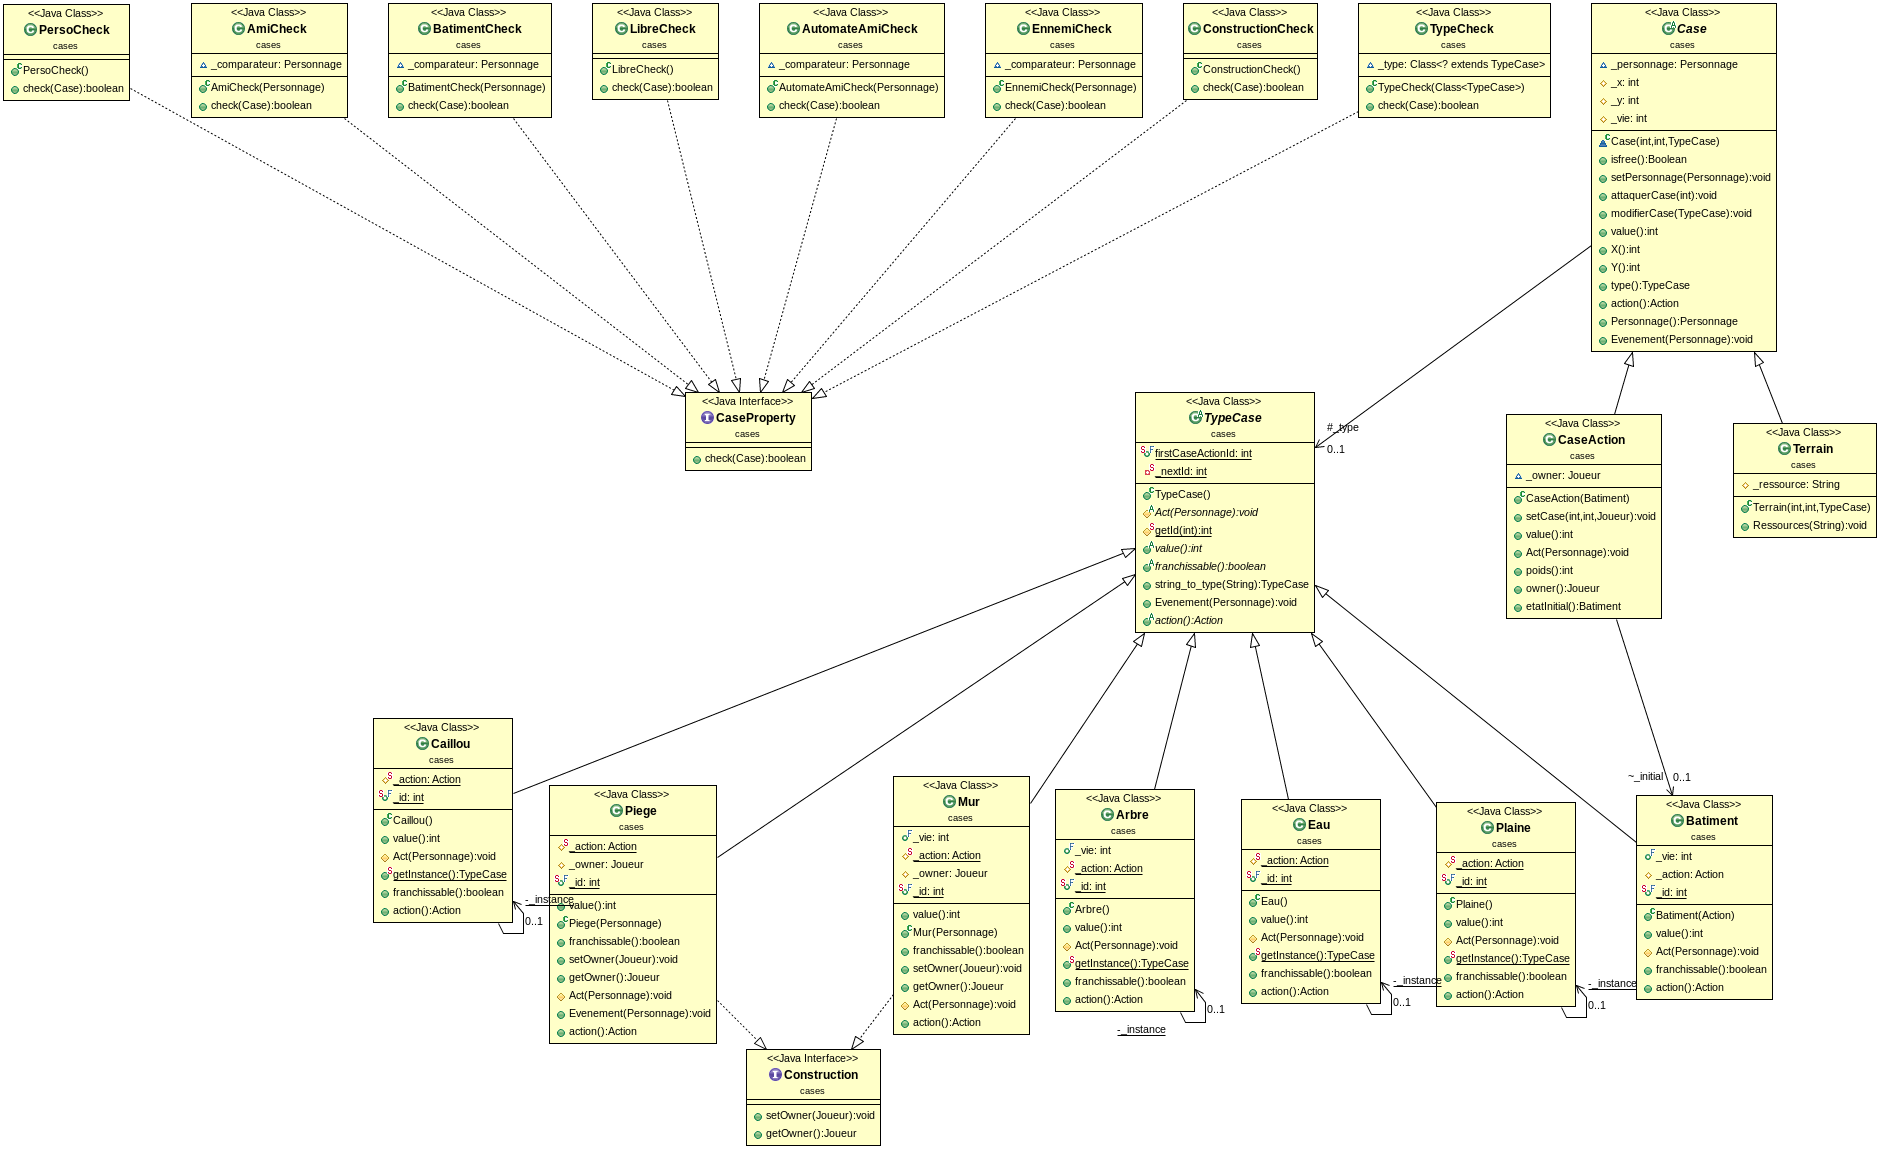 <<Java Class>>
PersoCheck
cases
PersoCheck()
check(Case):boolean
<<Java Class>>
AmiCheck
cases
_comparateur: Personnage
AmiCheck(Personnage)
check(Case):boolean
<<Java Class>>
BatimentCheck
cases
_comparateur: Personnage
BatimentCheck(Personnage)
check(Case):boolean
<<Java Class>>
LibreCheck
cases
LibreCheck()
check(Case):boolean
<<Java Class>>
AutomateAmiCheck
cases
_comparateur: Personnage
AutomateAmiCheck(Personnage)
check(Case):boolean
<<Java Class>>
EnnemiCheck
cases
_comparateur: Personnage
EnnemiCheck(Personnage)
check(Case):boolean
<<Java Class>>
ConstructionCheck
cases
ConstructionCheck()
check(Case):boolean
<<Java Class>>
TypeCheck
cases
_type: Class<? extends TypeCase>
TypeCheck(Class<TypeCase>)
check(Case):boolean
<<Java Class>>
Case
cases
_personnage: Personnage
_x: int
_y: int
_vie: int
Case(int,int,TypeCase)
isfree():Boolean
setPersonnage(Personnage):void
attaquerCase(int):void
modifierCase(TypeCase):void
value():int
X():int
Y():int
type():TypeCase
action():Action
Personnage():Personnage
Evenement(Personnage):void
<<Java Interface>>
CaseProperty
cases
check(Case):boolean
<<Java Class>>
TypeCase
cases
firstCaseActionId: int
_nextId: int
TypeCase()
Act(Personnage):void
getId(int):int
value():int
franchissable():boolean
string_to_type(String):TypeCase
Evenement(Personnage):void
action():Action
#_type
0..1
<<Java Class>>
CaseAction
cases
_owner: Joueur
CaseAction(Batiment)
setCase(int,int,Joueur):void
value():int
Act(Personnage):void
poids():int
owner():Joueur
etatInitial():Batiment
<<Java Class>>
Terrain
cases
_ressource: String
Terrain(int,int,TypeCase)
Ressources(String):void
~_initial
0..1
<<Java Class>>
Caillou
cases
_action: Action
_id: int
Caillou()
value():int
Act(Personnage):void
getInstance():TypeCase
franchissable():boolean
action():Action
-_instance
0..1
<<Java Class>>
Piege
cases
_action: Action
_owner: Joueur
_id: int
value():int
Piege(Personnage)
franchissable():boolean
setOwner(Joueur):void
getOwner():Joueur
Act(Personnage):void
Evenement(Personnage):void
action():Action
<<Java Class>>
Mur
cases
_vie: int
_action: Action
_owner: Joueur
_id: int
value():int
Mur(Personnage)
franchissable():boolean
setOwner(Joueur):void
getOwner():Joueur
Act(Personnage):void
action():Action
<<Java Class>>
Arbre
cases
_vie: int
_action: Action
_id: int
Arbre()
value():int
Act(Personnage):void
getInstance():TypeCase
franchissable():boolean
action():Action
-_instance
0..1
<<Java Class>>
Eau
cases
_action: Action
_id: int
Eau()
value():int
Act(Personnage):void
getInstance():TypeCase
franchissable():boolean
action():Action
-_instance
0..1
<<Java Class>>
Plaine
cases
_action: Action
_id: int
Plaine()
value():int
Act(Personnage):void
getInstance():TypeCase
franchissable():boolean
action():Action
-_instance
0..1
<<Java Class>>
Batiment
cases
_vie: int
_action: Action
_id: int
Batiment(Action)
value():int
Act(Personnage):void
franchissable():boolean
action():Action
<<Java Interface>>
Construction
cases
setOwner(Joueur):void
getOwner():Joueur